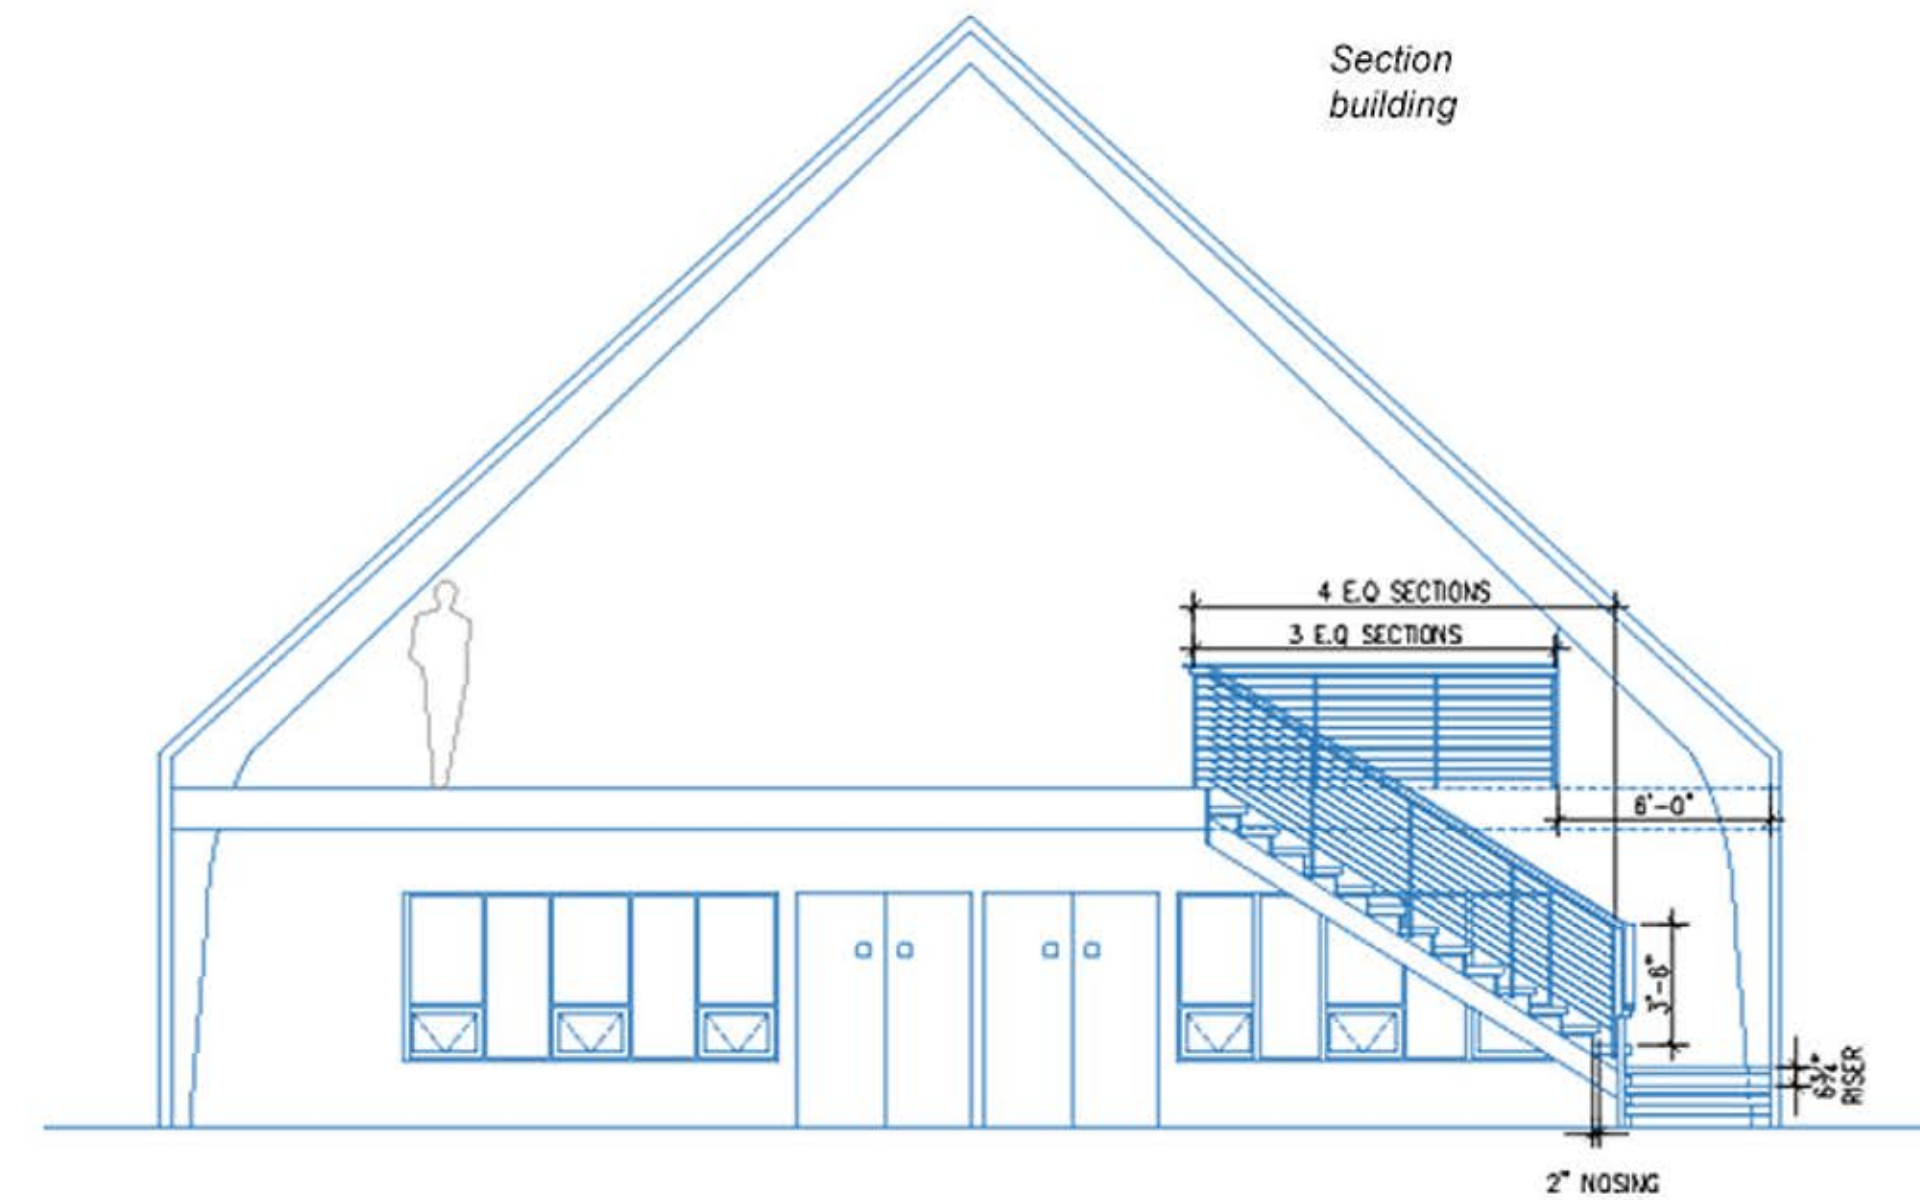 Section
building
4 E.Q SECTIONS
3 E.Q SECTIONS
6'-0"
3'-6"
6¾"
RISER
2" NOSING